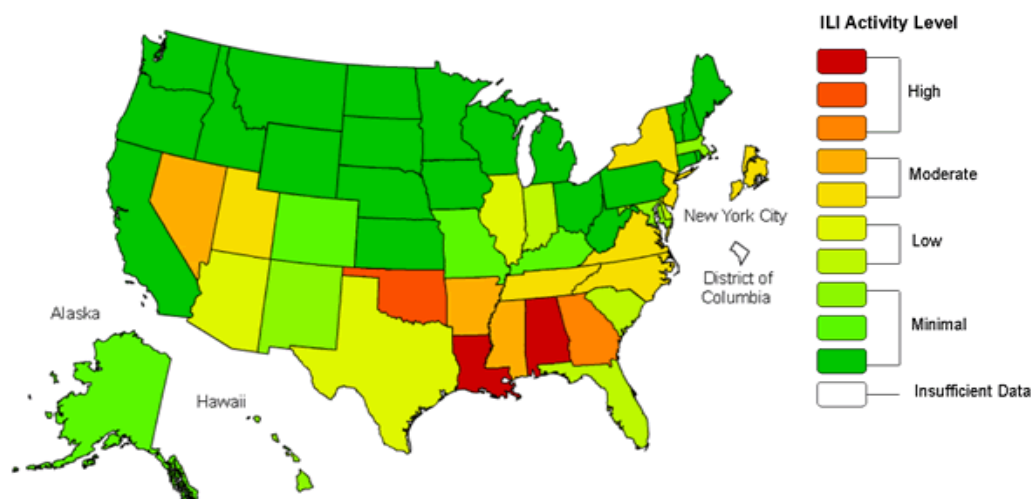 ILI Activity Level
High
Moderate
Low
Minimal
Insufficient Data
New York City
District of
Columbia
Alaska
Hawaii